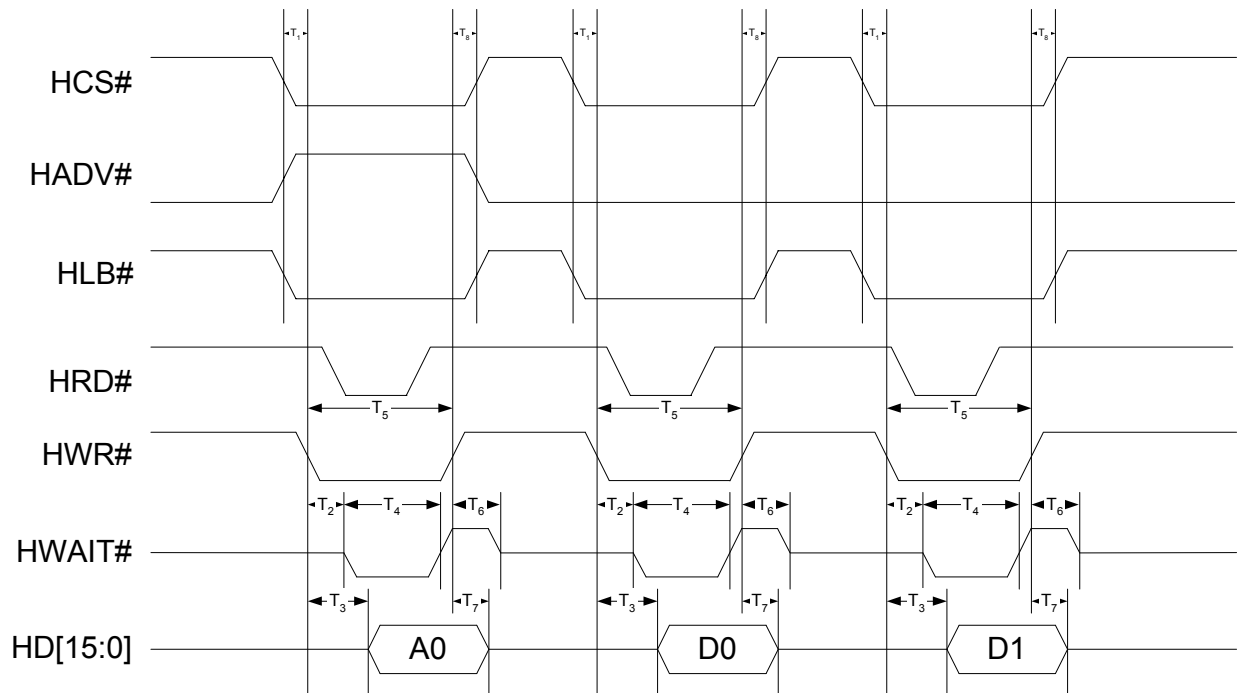 T1 T8 T1 T8 T1 T8
HCS#
HADV#
HLB#
HRD#
T5 T5 T5
HWR#
T2 T4 T6 T2 T4 T6 T2 T4 T6
HWAIT#
T3 T7 T3 T7 T3 T7
HD[15:0] A0 D0 D1